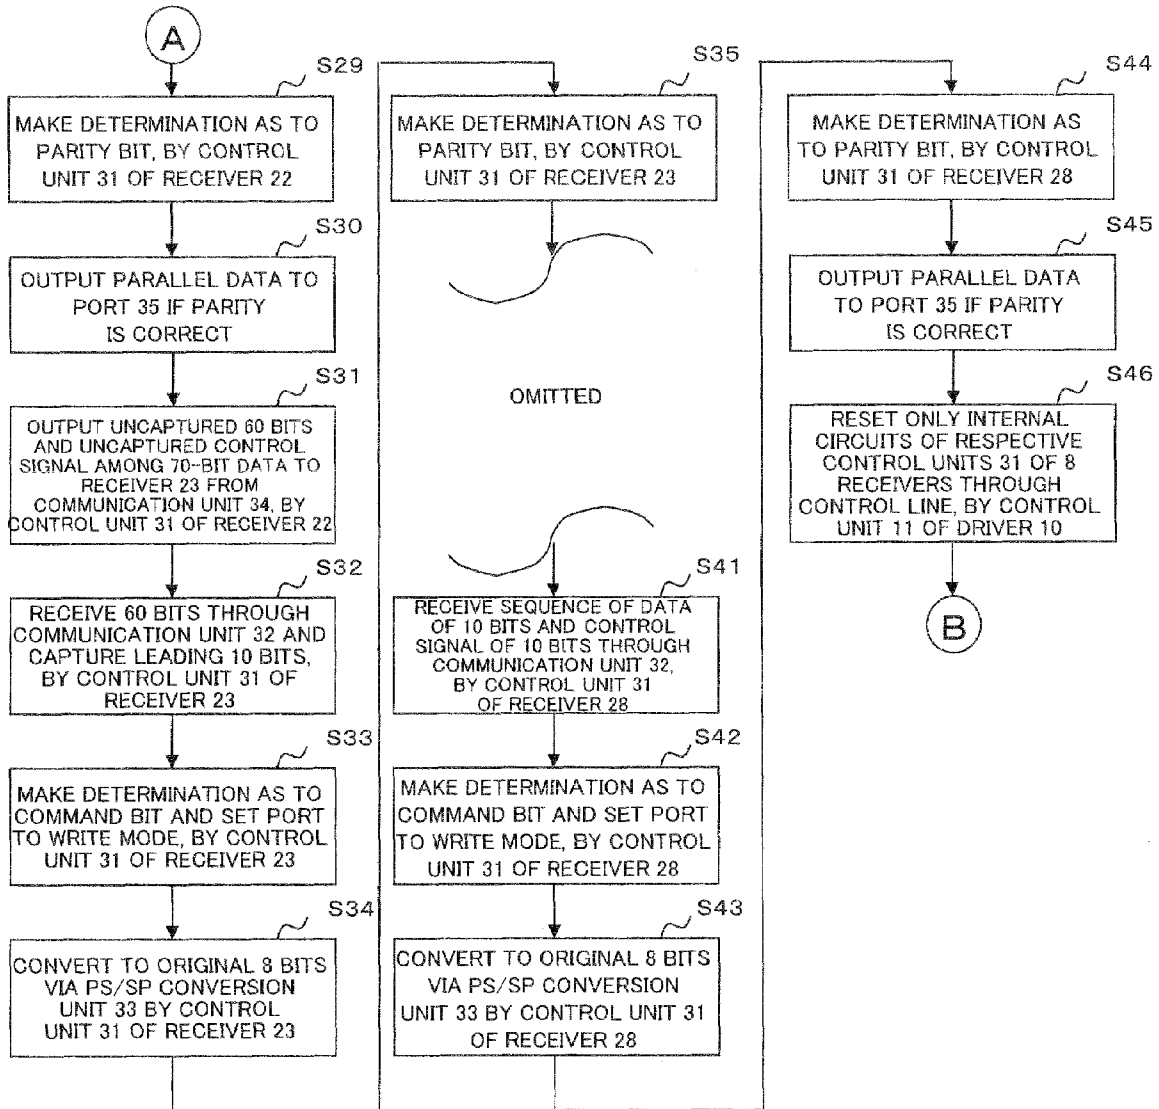 A
S29
MAKE DETERMINATION AS TO
PARITY BIT, BY CONTROL
UNIT 31 OF RECEIVER 22
S30
OUTPUT PARALLEL DATA TO
PORT 35 IF PARITY
IS CORRECT
S31
OUTPUT UNCAPTURED 60 BITS
AND UNCAPTURED CONTROL
SIGNAL AMONG 70-BIT DATA TO
RECEIVER 23 FROM
COMMUNICATION UNIT 34, BY
CONTROL UNIT 31 OF RECEIVER 22
S32
RECEIVE 60 BITS THROUGH
COMMUNICATION UNIT 32 AND
CAPTURE LEADING 10 BITS,
BY CONTROL UNIT 31 OF
RECEIVER 23
S33
MAKE DETERMINATION AS TO
COMMAND BIT AND SET PORT
TO WRITE MODE, BY CONTROL
UNIT 31 OF RECEIVER 23
S34
CONVERT TO ORIGINAL 8 BITS
VIA PS/SP CONVERSION
UNIT 33 BY CONTROL
UNIT 31 OF RECEIVER 23
S35
MAKE DETERMINATION AS TO
PARITY BIT, BY CONTROL
UNIT 31 OF RECEIVER 23
OMITTED
S41
RECEIVE SEQUENCE OF DATA
OF 10 BITS AND CONTROL
SIGNAL OF 10 BITS THROUGH
COMMUNICATION UNIT 32,
BY CONTROL UNIT 31
OF RECEIVER 28
S42
MAKE DETERMINATION AS TO
COMMAND BIT AND SET PORT
TO WRITE MODE, BY CONTROL
UNIT 31 OF RECEIVER 28
S43
CONVERT TO ORIGINAL 8 BITS
VIA PS/SP CONVERSION
UNIT 33 BY CONTROL UNIT 31
OF RECEIVER 28
S44
MAKE DETERMINATION AS
TO PARITY BIT, BY CONTROL
UNIT 31 OF RECEIVER 28
S45
OUTPUT PARALLEL DATA
TO PORT 35 IF PARITY
IS CORRECT
S46
RESET ONLY INTERNAL
CIRCUITS OF RESPECTIVE
CONTROL UNITS 31 OF 8
RECEIVERS THROUGH
CONTROL LINE, BY CONTROL
UNIT 11 OF DRIVER 10
B